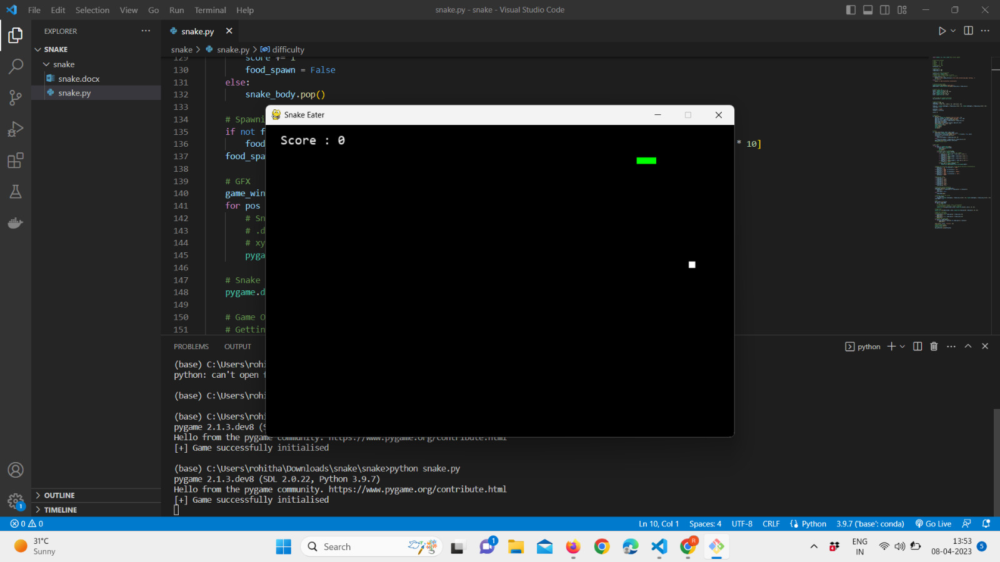 File Edit Selection View Go Run Terminal Help
snake.py - snake - Visual Studio Code
EXPLORER
SNAKE
snake
snake.docx
snake.py
OUTLINE
TIMELINE
snake.py
snake > snake.py > difficulty
129 score += 1
130 food_spawn = False
131 else:
132 snake_body.pop()
133
134 # Spawni
135 if not f
136 food * 10]
137 food_spa
138
139 # GFX
140 game_win
141 for pos
142 # Sn
143 # .d
144 # xy
145 pyga
146
147 # Snake
148 pygame.d
149
150 # Game O
151 # Gettin
Snake Eater
Score : 0
PROBLEMS OUTPUT
python
(base) C:\Users\rohi
python: can't open f
(base) C:\Users\rohi
(base) C:\Users\rohi
pygame 2.1.3.dev8 (S
Hello from the pygame community. https://www.pygame.org/contribute.html
[+] Game successfully initialised
(base) C:\Users\rohitha\Downloads\snake\snake>python snake.py
pygame 2.1.3.dev8 (SDL 2.0.22, Python 3.9.7)
Hello from the pygame community. https://www.pygame.org/contribute.html
[+] Game successfully initialised
1
0 0
Ln 10, Col 1 Spaces: 4 UTF-8 CRLF Python 3.9.7 ('base': conda) Go Live
31°C
Sunny
Search
1
R
ENG
IN
13:53
08-04-2023
5